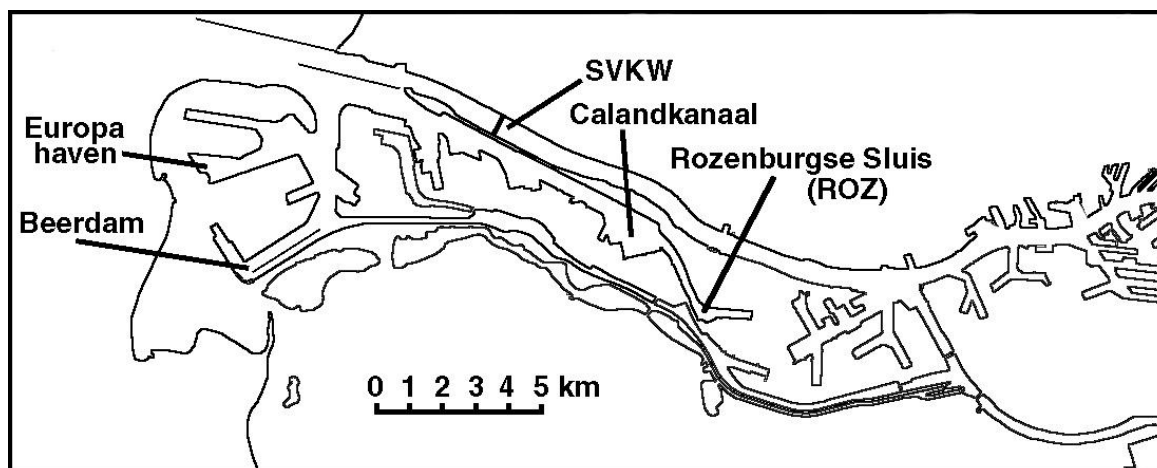 SVKW
Calandkanaal
Europa
haven
Rozenburgse Sluis
(ROZ)
Beerdam
0 1 2 3 4 5 km